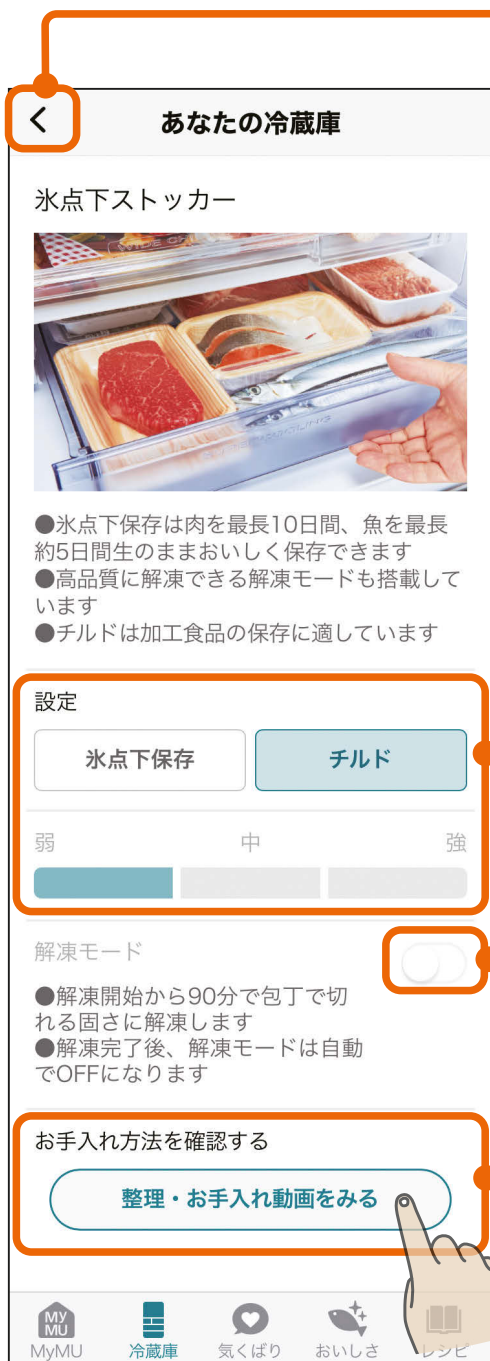 あなたの冷蔵庫
氷点下ストッカー
●氷点下保存は肉を最長10日間、魚を最長
約5日間生のままおいしく保存できます
●高品質に解凍できる解凍モードも搭載して
います
●チルドは加工食品の保存に適しています
設定
氷点下保存
チルド
弱
中
強
解凍モード
●解凍開始から90分で包丁で切
れる固さに解凍します
●解凍完了後、解凍モードは自動
でOFFになります
お手入れ方法を確認する
整理・お手入れ動画をみる
MY
MU
MyMU
冷蔵庫
気くばり
おいしさ
レシピ